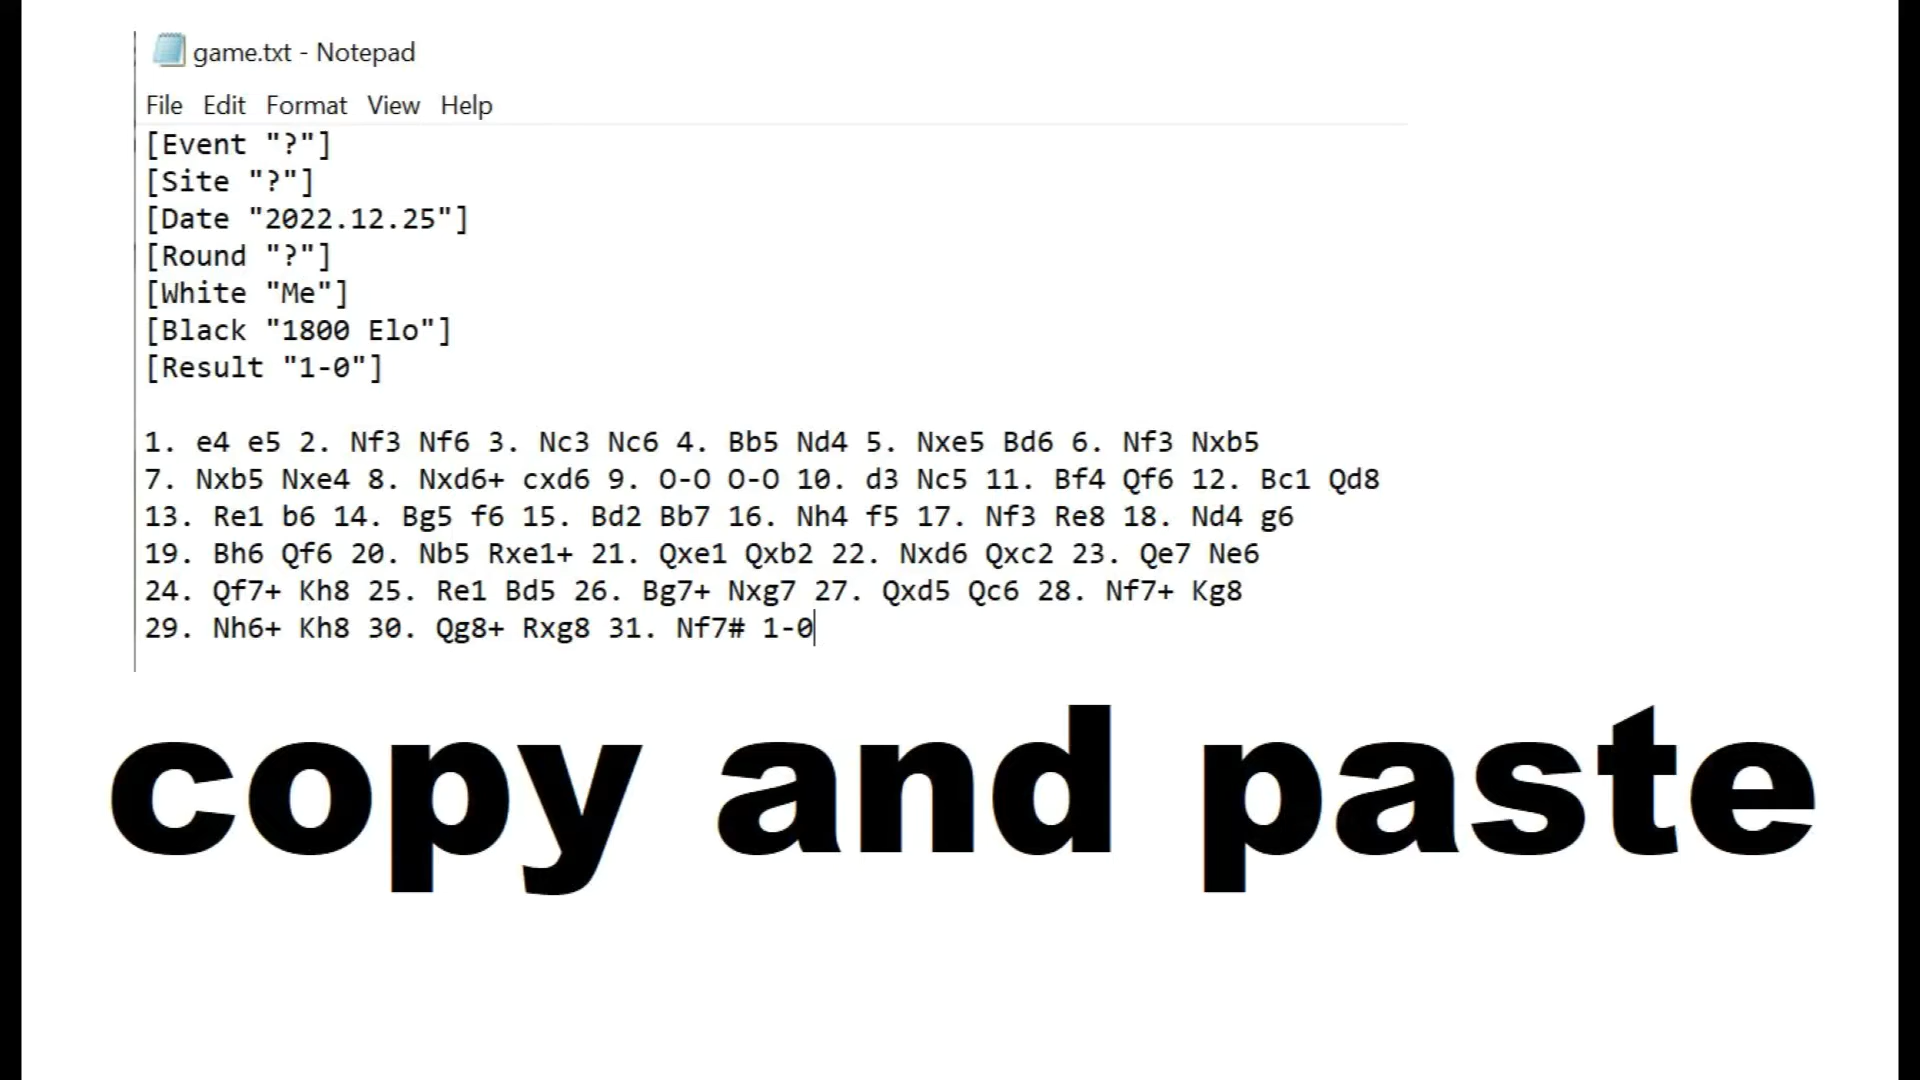 game.txt - Notepad
File Edit Format View Help
[Event "?"]
[Site "?"]
[Date "2022.12.25"]
[Round "?"]
[White "Me"]
[Black "1800 Elo"]
[Result "1-0"]
1. e4 e5 2. Nf3 Nf6 3. Nc3 Nc6 4. Bb5 Nd4 5. Nxe5 Bd6 6. Nf3 Nxb5
7. Nxb5 Nxe4 8. Nxd6+ cxd6 9. O-O O-O 10. d3 Nc5 11. Bf4 Qf6 12. Bc1 Qd8
13. Re1 b6 14. Bg5 f6 15. Bd2 Bb7 16. Nh4 f5 17. Nf3 Re8 18. Nd4 g6
19. Bh6 Qf6 20. Nb5 Rxe1+ 21. Qxe1 Qxb2 22. Nxd6 Qxc2 23. Qe7 Ne6
24. Qf7+ Kh8 25. Re1 Bd5 26. Bg7+ Nxg7 27. Qxd5 Qc6 28. Nf7+ Kg8
29. Nh6+ Kh8 30. Qg8+ Rxg8 31. Nf7# 1-0
copy and paste